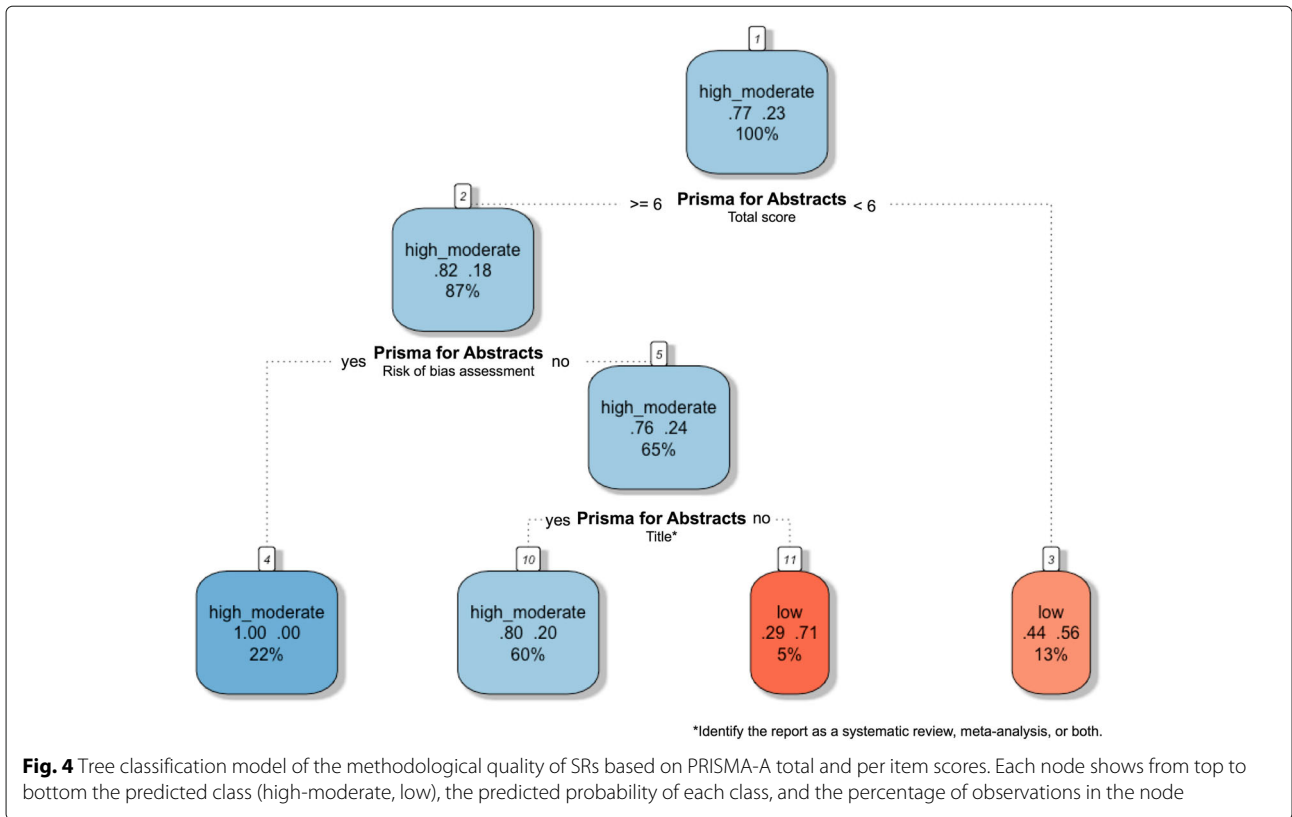 1
high_moderate
.77 .23
100%
>= 6 Prisma for Abstracts < 6
Total score
2
high_moderate
.82 .18
87%
yes Prisma for Abstracts no
Risk of bias assessment
5
high_moderate
.76 .24
65%
yes Prisma for Abstracts no
Title*
4
high_moderate
1.00 .00
22%
10
high_moderate
.80 .20
60%
11
low
.29 .71
5%
3
low
.44 .56
13%
*Identify the report as a systematic review, meta-analysis, or both.
Fig. 4 Tree classification model of the methodological quality of SRs based on PRISMA-A total and per item scores. Each node shows from top to
bottom the predicted class (high-moderate, low), the predicted probability of each class, and the percentage of observations in the node